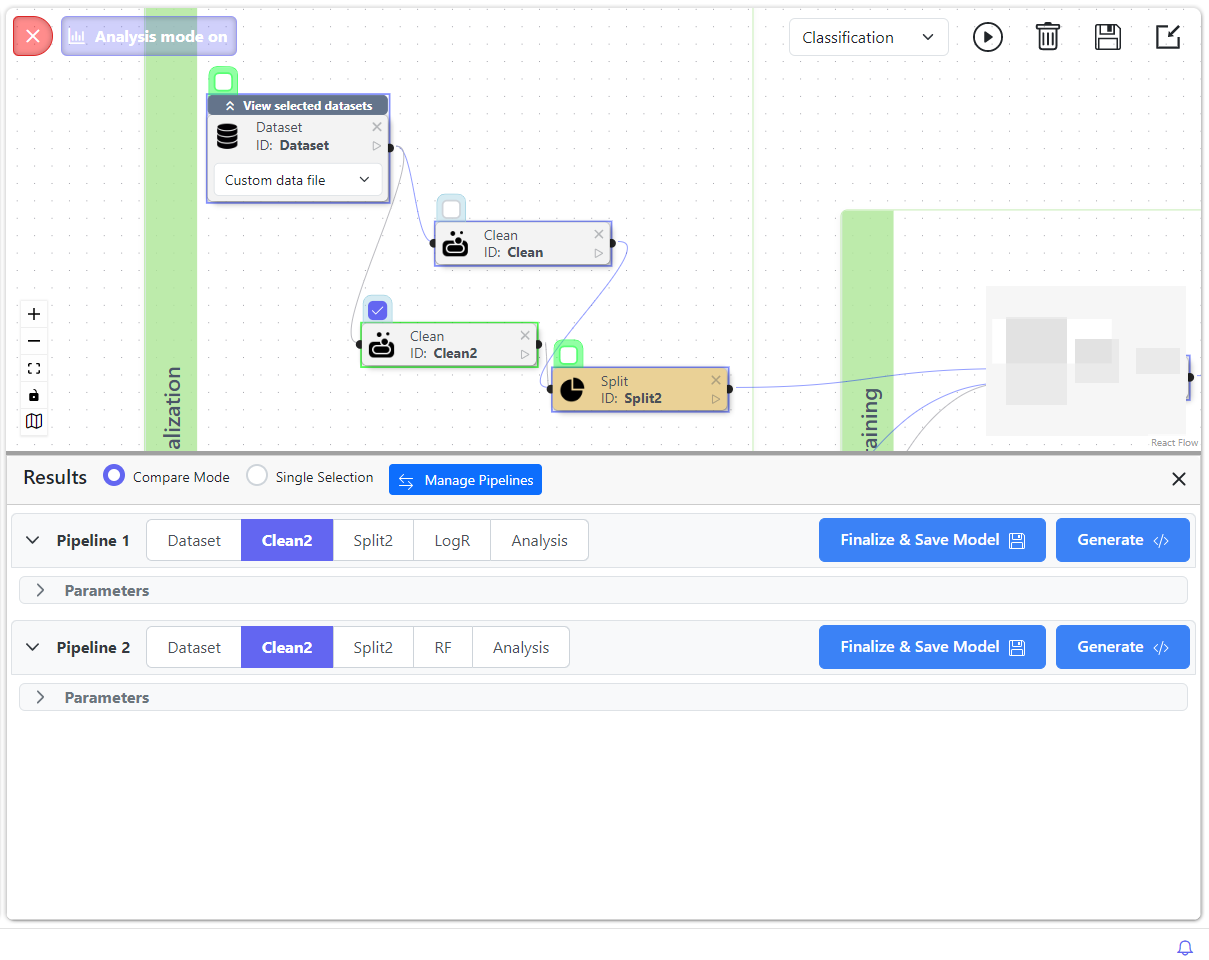 Analysis mode on
Classification
View selected datasets
Dataset
ID: Dataset
Custom data file
Clean
ID: Clean
Clean
ID: Clean2
Split
ID: Split2
alization
aining
React Flow
Results
Compare Mode
Single Selection
Manage Pipelines
Pipeline 1
Dataset
Clean2
Split2
LogR
Analysis
Finalize & Save Model
Generate
Parameters
Pipeline 2
Dataset
Clean2
Split2
RF
Analysis
Finalize & Save Model
Generate
Parameters